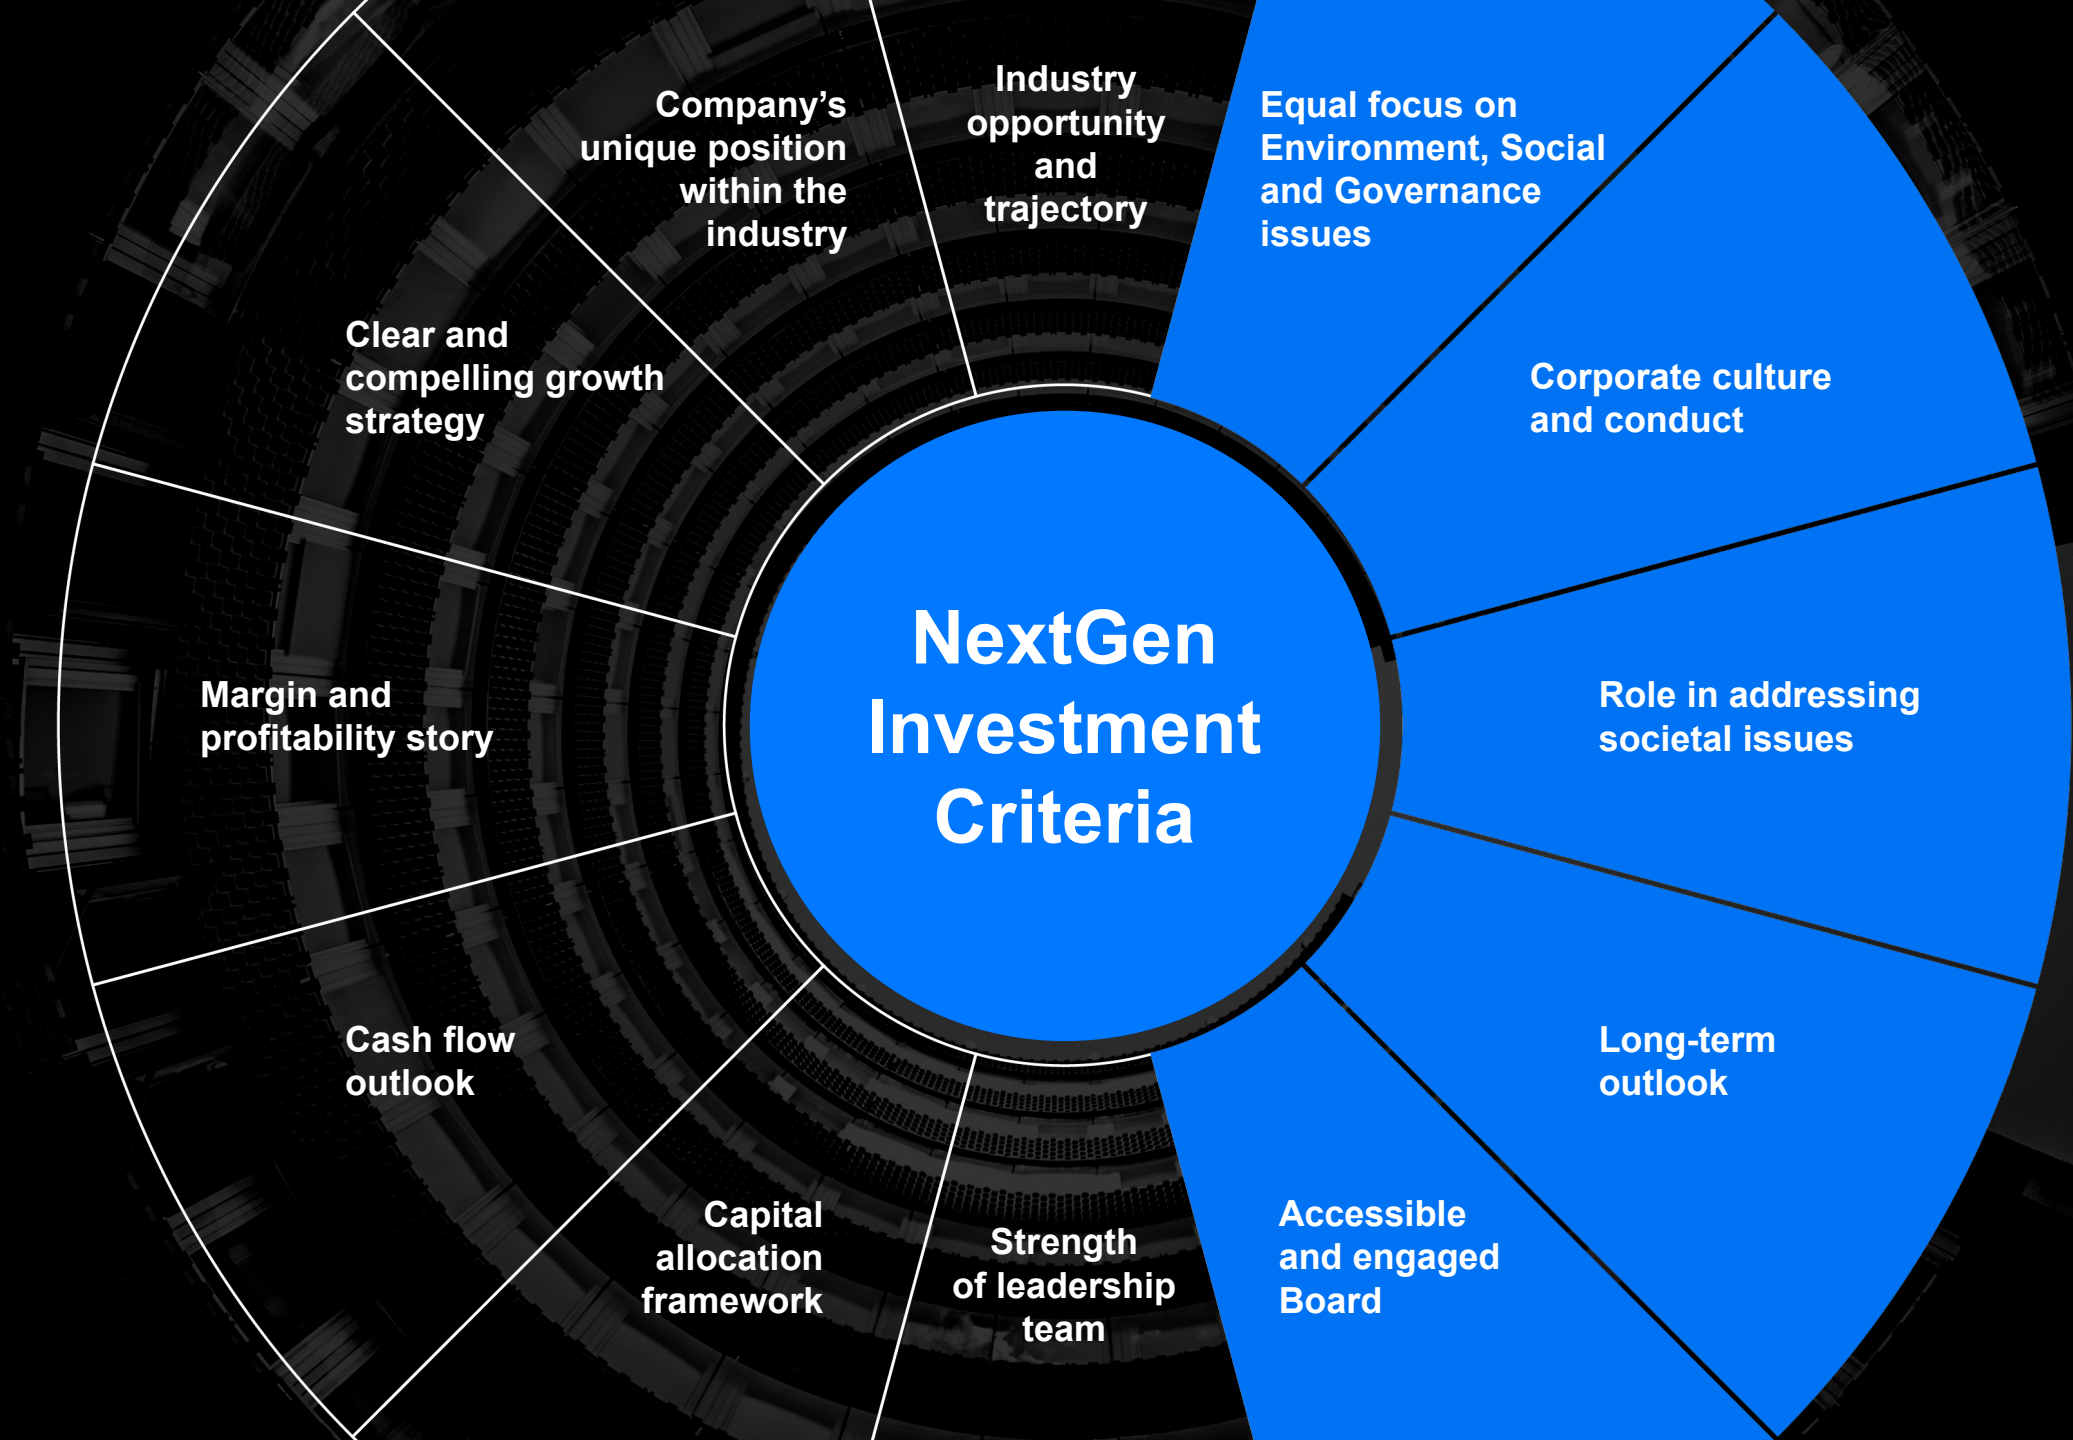 Industry
opportunity
and
trajectory
Equal focus on
Environment, Social
and Governance
issues
Corporate culture
and conduct
Role in addressing
societal issues
Long-term
outlook
Accessible
and engaged
Board
Strength
of leadership
team
Capital
allocation
framework
Cash flow
outlook
Margin and
profitability story
Clear and
compelling growth
strategy
Company’s
unique position
within the
industry
NextGen
Investment
Criteria